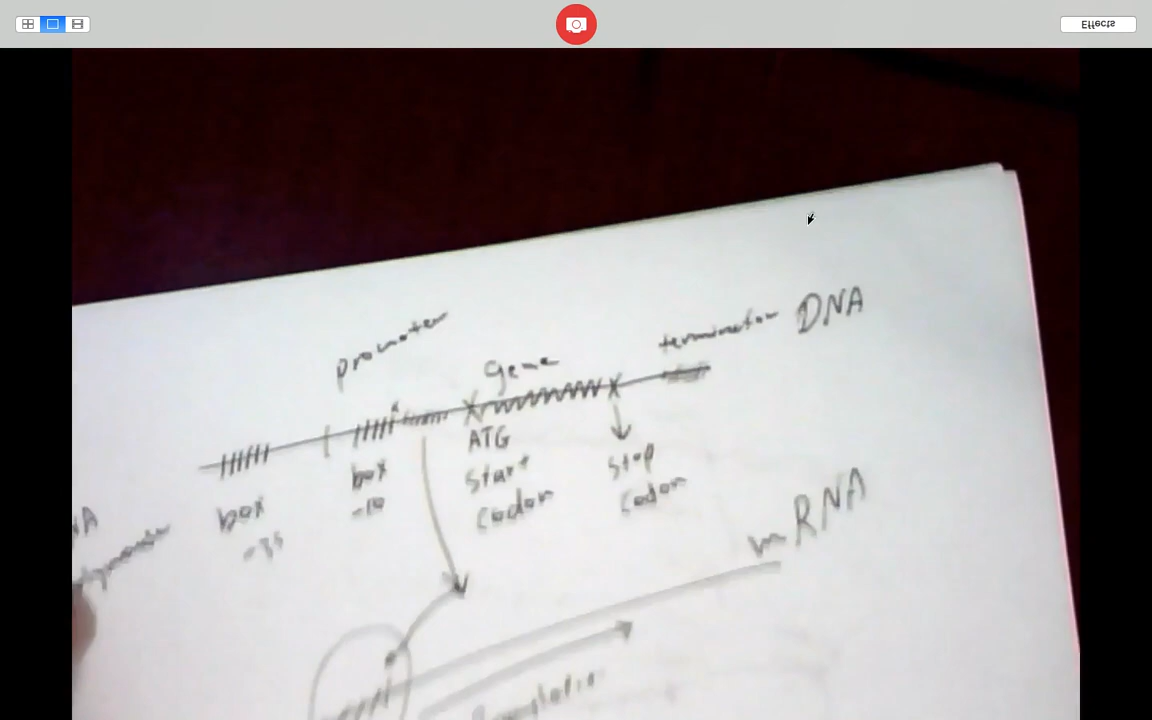 Effects
promoter
gene
terminator DNA
ATG
start
codon
stop
codon
box
-10
box
-35
mRNA